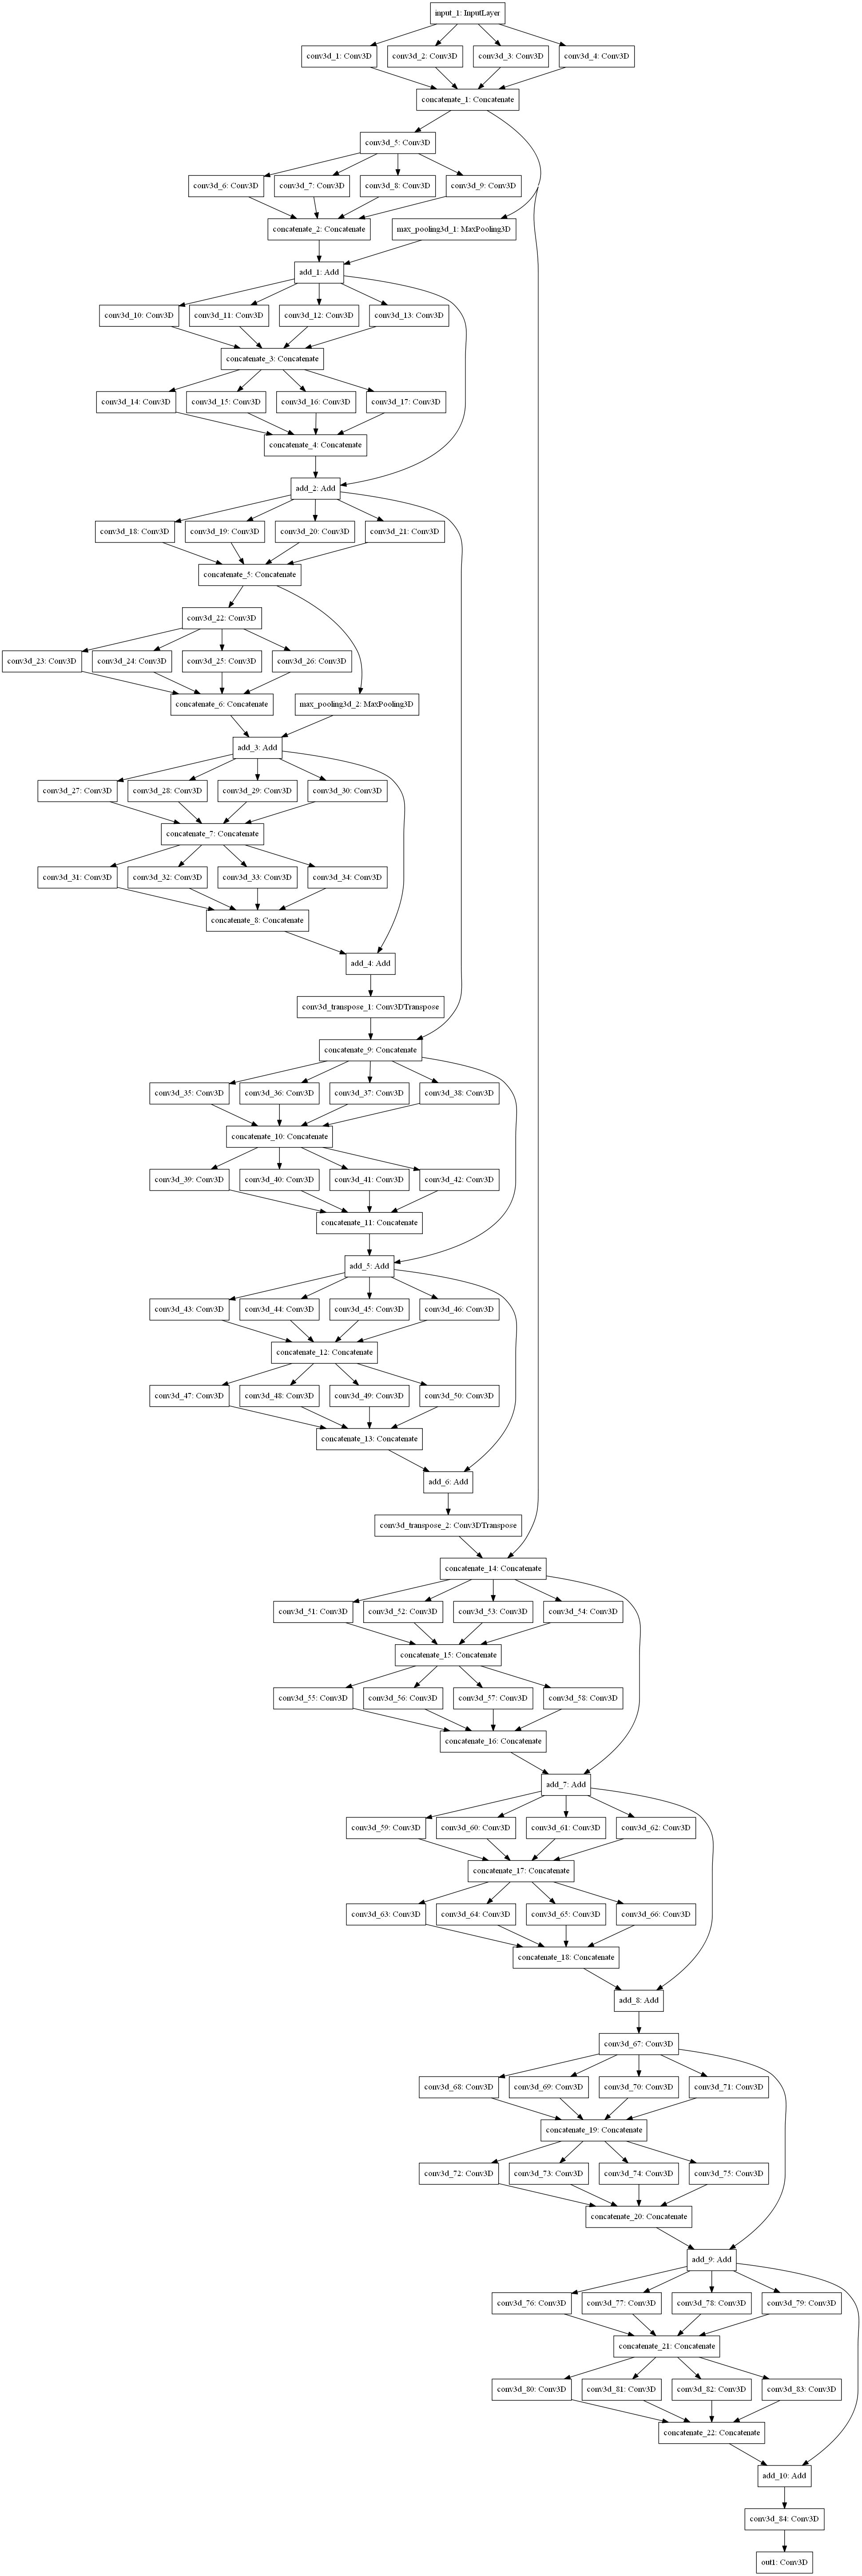 input_1: InputLayer
conv3d_1: Conv3D
conv3d_2: Conv3D
conv3d_3: Conv3D
conv3d_4: Conv3D
concatenate_1: Concatenate
conv3d_5: Conv3D
conv3d_6: Conv3D
conv3d_7: Conv3D
conv3d_8: Conv3D
conv3d_9: Conv3D
concatenate_2: Concatenate
max_pooling3d_1: MaxPooling3D
add_1: Add
conv3d_10: Conv3D
conv3d_11: Conv3D
conv3d_12: Conv3D
conv3d_13: Conv3D
concatenate_3: Concatenate
conv3d_14: Conv3D
conv3d_15: Conv3D
conv3d_16: Conv3D
conv3d_17: Conv3D
concatenate_4: Concatenate
add_2: Add
conv3d_18: Conv3D
conv3d_19: Conv3D
conv3d_20: Conv3D
conv3d_21: Conv3D
concatenate_5: Concatenate
conv3d_22: Conv3D
conv3d_23: Conv3D
conv3d_24: Conv3D
conv3d_25: Conv3D
conv3d_26: Conv3D
concatenate_6: Concatenate
max_pooling3d_2: MaxPooling3D
add_3: Add
conv3d_27: Conv3D
conv3d_28: Conv3D
conv3d_29: Conv3D
conv3d_30: Conv3D
concatenate_7: Concatenate
conv3d_31: Conv3D
conv3d_32: Conv3D
conv3d_33: Conv3D
conv3d_34: Conv3D
concatenate_8: Concatenate
add_4: Add
conv3d_transpose_1: Conv3DTranspose
concatenate_9: Concatenate
conv3d_35: Conv3D
conv3d_36: Conv3D
conv3d_37: Conv3D
conv3d_38: Conv3D
concatenate_10: Concatenate
conv3d_39: Conv3D
conv3d_40: Conv3D
conv3d_41: Conv3D
conv3d_42: Conv3D
concatenate_11: Concatenate
add_5: Add
conv3d_43: Conv3D
conv3d_44: Conv3D
conv3d_45: Conv3D
conv3d_46: Conv3D
concatenate_12: Concatenate
conv3d_47: Conv3D
conv3d_48: Conv3D
conv3d_49: Conv3D
conv3d_50: Conv3D
concatenate_13: Concatenate
add_6: Add
conv3d_transpose_2: Conv3DTranspose
concatenate_14: Concatenate
conv3d_51: Conv3D
conv3d_52: Conv3D
conv3d_53: Conv3D
conv3d_54: Conv3D
concatenate_15: Concatenate
conv3d_55: Conv3D
conv3d_56: Conv3D
conv3d_57: Conv3D
conv3d_58: Conv3D
concatenate_16: Concatenate
add_7: Add
conv3d_59: Conv3D
conv3d_60: Conv3D
conv3d_61: Conv3D
conv3d_62: Conv3D
concatenate_17: Concatenate
conv3d_63: Conv3D
conv3d_64: Conv3D
conv3d_65: Conv3D
conv3d_66: Conv3D
concatenate_18: Concatenate
add_8: Add
conv3d_67: Conv3D
conv3d_68: Conv3D
conv3d_69: Conv3D
conv3d_70: Conv3D
conv3d_71: Conv3D
concatenate_19: Concatenate
conv3d_72: Conv3D
conv3d_73: Conv3D
conv3d_74: Conv3D
conv3d_75: Conv3D
concatenate_20: Concatenate
add_9: Add
conv3d_76: Conv3D
conv3d_77: Conv3D
conv3d_78: Conv3D
conv3d_79: Conv3D
concatenate_21: Concatenate
conv3d_80: Conv3D
conv3d_81: Conv3D
conv3d_82: Conv3D
conv3d_83: Conv3D
concatenate_22: Concatenate
add_10: Add
conv3d_84: Conv3D
out1: Conv3D